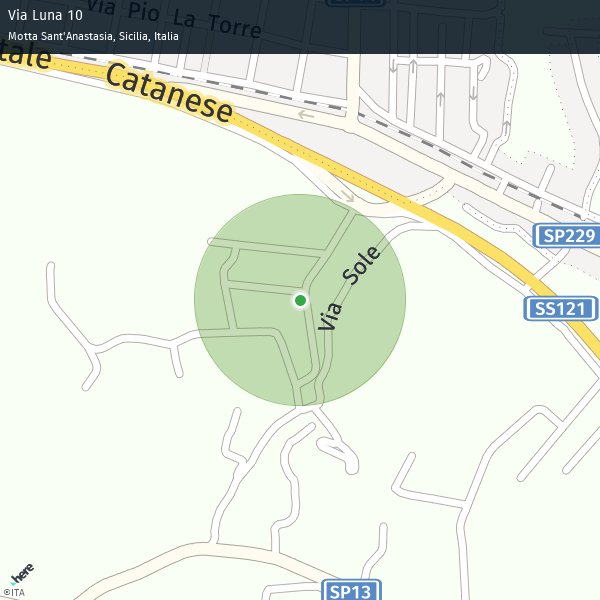 Via Luna 10
Motta Sant'Anastasia, Sicilia, Italia
Via Pio La Torre
tale
Catanese
SP229
Via Sole
SS121
here
©ITA
SP13